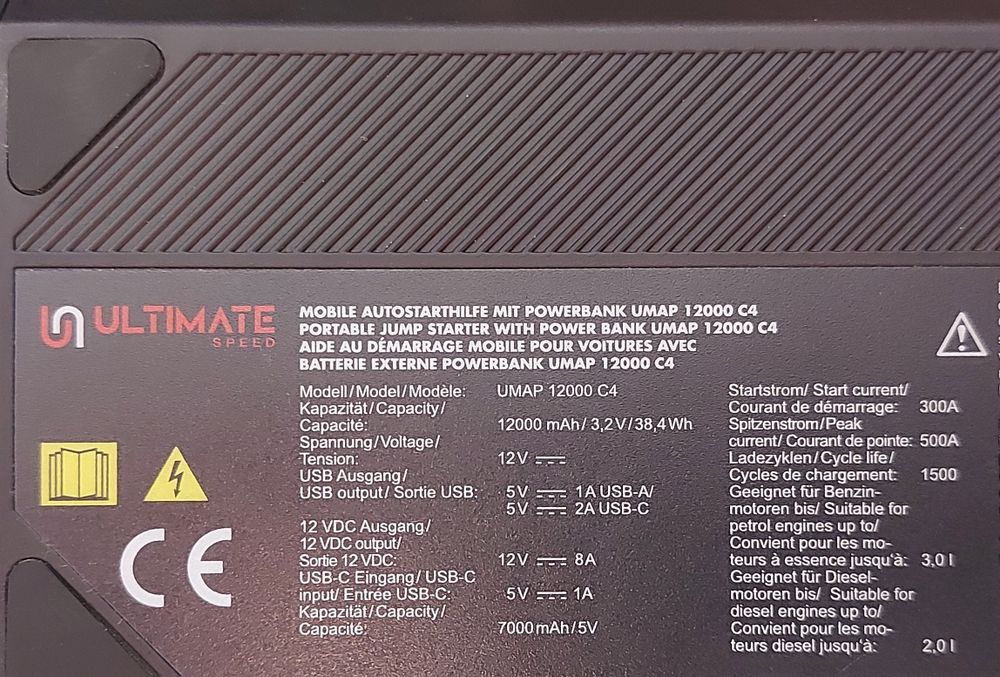 ULTIMATE
SPEED
MOBILE AUTOSTARTHILFE MIT POWERBANK UMAP 12000 C4
PORTABLE JUMP STARTER WITH POWER BANK UMAP 12000 C4
AIDE AU DÉMARRAGE MOBILE POUR VOITURES AVEC
BATTERIE EXTERNE POWERBANK UMAP 12000 C4
Modell/Model/Modèle: UMAP 12000 C4
Kapazität/Capacity/
Capacité: 12000 mAh/3,2V/38,4Wh
Spannung/Voltage/
Tension: 12V
USB Ausgang/
USB output/Sortie USB: 5V 1A USB-A/
5V 2A USB-C
12 VDC Ausgang/
12 VDC output/
Sortie 12 VDC: 12V 8A
USB-C Eingang/USB-C
input/Entrée USB-C: 5V 1A
Kapazität/Capacity/
Capacité: 7000mAh/5V
Startstrom/ Start current/
Courant de démarrage: 300A
Spitzenstrom/Peak
current/ Courant de pointe: 500A
Ladezyklen/Cycle life/
Cycles de chargement: 1500
Geeignet für Benzin-
motoren bis/ Suitable for
petrol engines up to/
Convient pour les mo-
teurs à essence jusqu'à: 3,0 l
Geeignet für Diesel-
motoren bis/ Suitable for
diesel engines up to/
Convient pour les mo-
teurs diesel jusqu'à: 2,0 l
CE